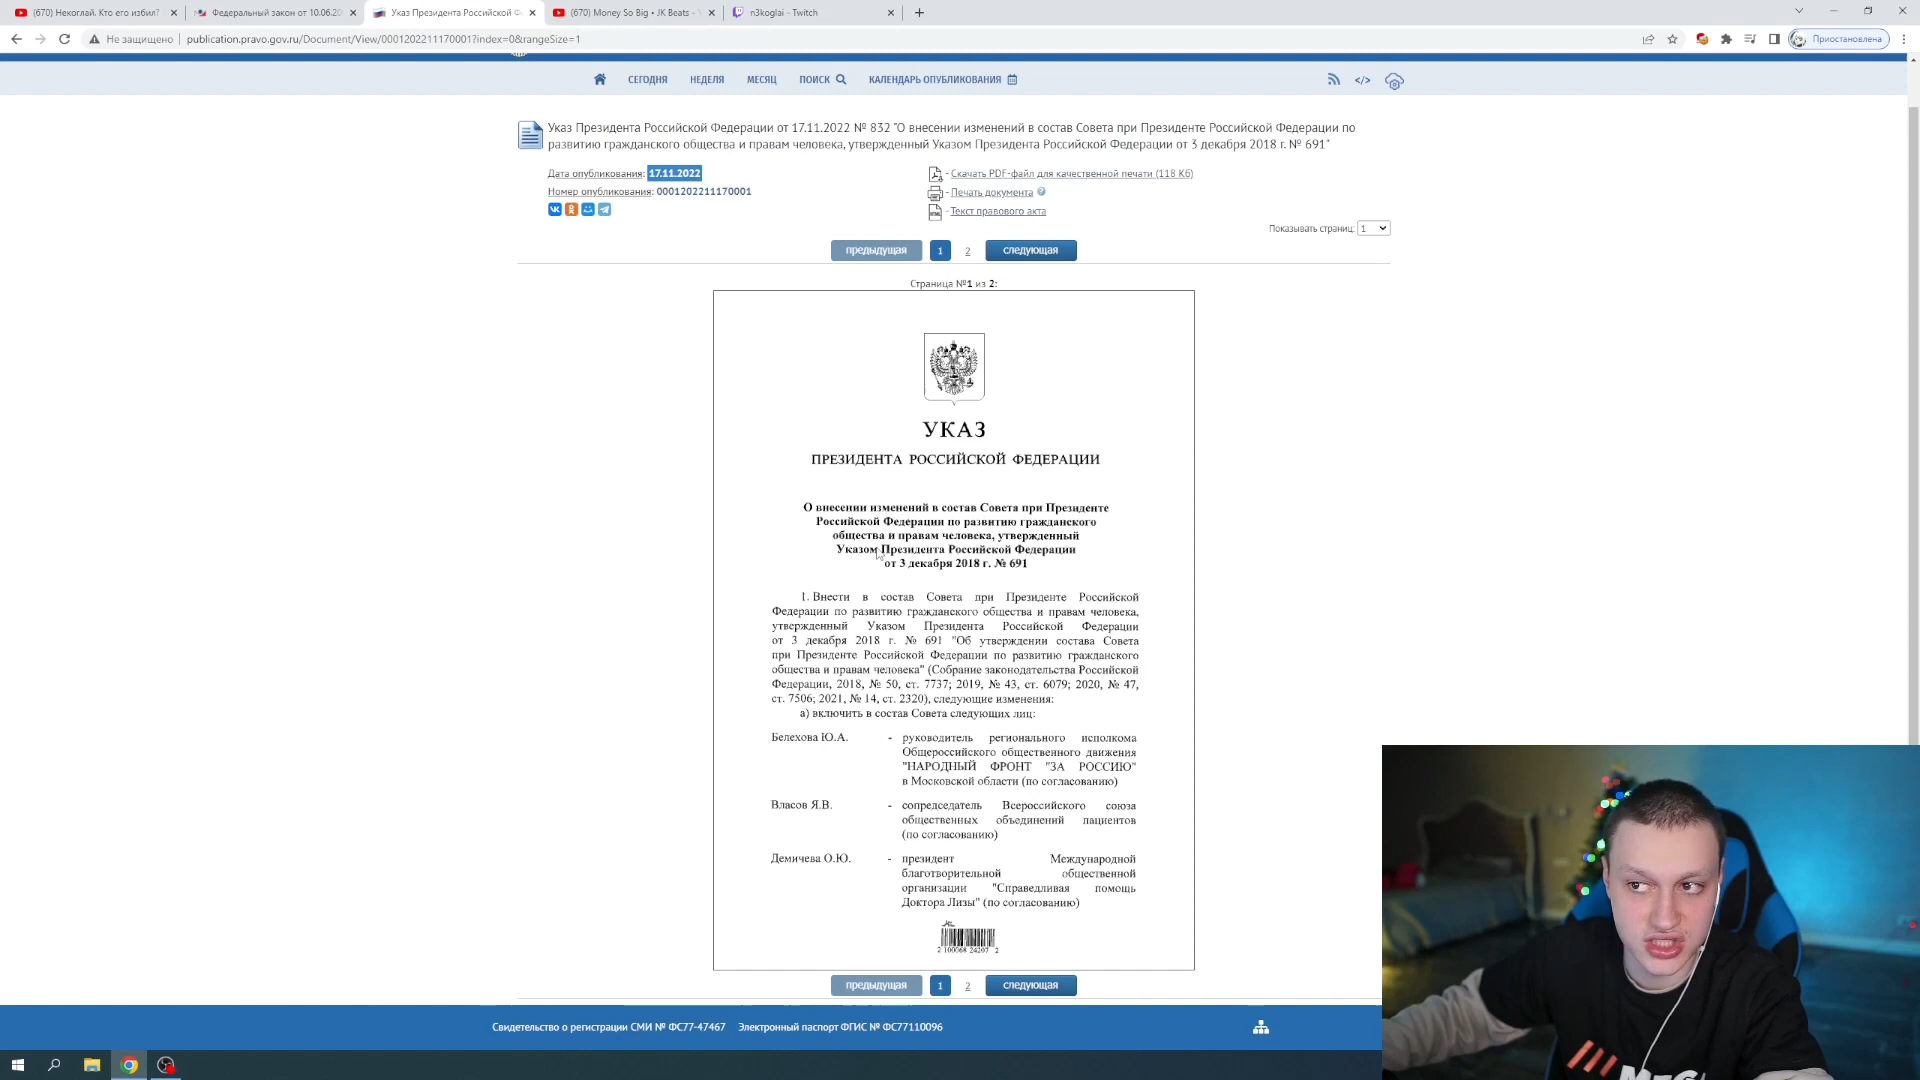 (670) Некоглай. Кто его избил?
Федеральный закон от 10.06.20
Указ Президента Российской Ф
(670) Money So Big • JK Beats -
n3koglai - Twitch
Не защищено
publication.pravo.gov.ru/Document/View/0001202211170001?index=0&rangeSize=1
Приостановлена
СЕГОДНЯ НЕДЕЛЯ МЕСЯЦ ПОИСК КАЛЕНДАРЬ ОПУБЛИКОВАНИЯ
</>
Указ Президента Российской Федерации от 17.11.2022 № 832 "О внесении изменений в состав Совета при Президенте Российской Федерации по
развитию гражданского общества и правам человека, утвержденный Указом Президента Российской Федерации от 3 декабря 2018 г. № 691"
Дата опубликования: 17.11.2022
Номер опубликования: 0001202211170001
- Скачать PDF-файл для качественной печати (118 Кб)
- Печать документа
- Текст правового акта
Показывать страниц: 1
предыдущая 1 2 следующая
Страница №1 из 2:
УКАЗ
ПРЕЗИДЕНТА РОССИЙСКОЙ ФЕДЕРАЦИИ
О внесении изменений в состав Совета при Президенте
Российской Федерации по развитию гражданского
общества и правам человека, утвержденный
Указом Президента Российской Федерации
от 3 декабря 2018 г. № 691
1. Внести в состав Совета при Президенте Российской
Федерации по развитию гражданского общества и правам человека,
утвержденный Указом Президента Российской Федерации
от 3 декабря 2018 г. № 691 "Об утверждении состава Совета
при Президенте Российской Федерации по развитию гражданского
общества и правам человека" (Собрание законодательства Российской
Федерации, 2018, № 50, ст. 7737; 2019, № 43, ст. 6079; 2020, № 47,
ст. 7506; 2021, № 14, ст. 2320), следующие изменения:
а) включить в состав Совета следующих лиц:
Белехова Ю.А. - руководитель регионального исполкома
Общероссийского общественного движения
"НАРОДНЫЙ ФРОНТ "ЗА РОССИЮ"
в Московской области (по согласованию)
Власов Я.В. - сопредседатель Всероссийского союза
общественных объединений пациентов
(по согласованию)
Демичева О.Ю. - президент Международной
благотворительной общественной
организации "Справедливая помощь
Доктора Лизы" (по согласованию)
2 100068 24207 2
предыдущая 1 2 следующая
Свидетельство о регистрации СМИ № ФС77-47467 Электронный паспорт ФГИС № ФС77110096